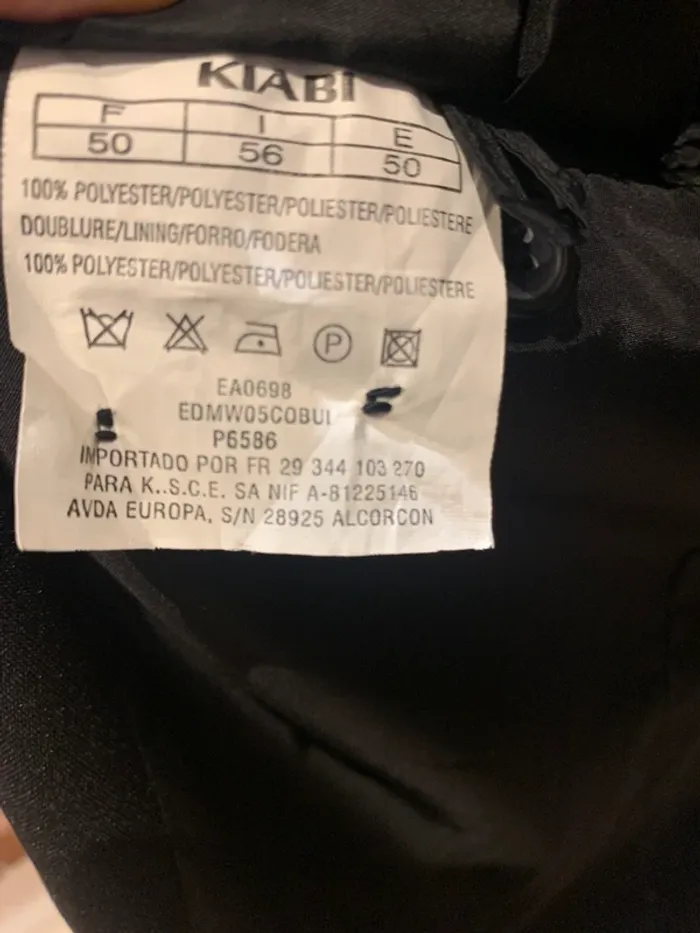 KIABI
F I E
50 56 50
100% POLYESTER/POLYESTER/POLIESTER/POLIESTERE
DOUBLURE/LINING/FORRO/FODERA
100% POLYESTER/POLYESTER/POLIESTER/POLIESTERE
P
EA0698
EDMW05COBUI
P6586
IMPORTADO POR FR 29 344 103 270
PARA K..S.C.E. SA NIF A-81225146
AVDA EUROPA, S/N 28925 ALCORCON